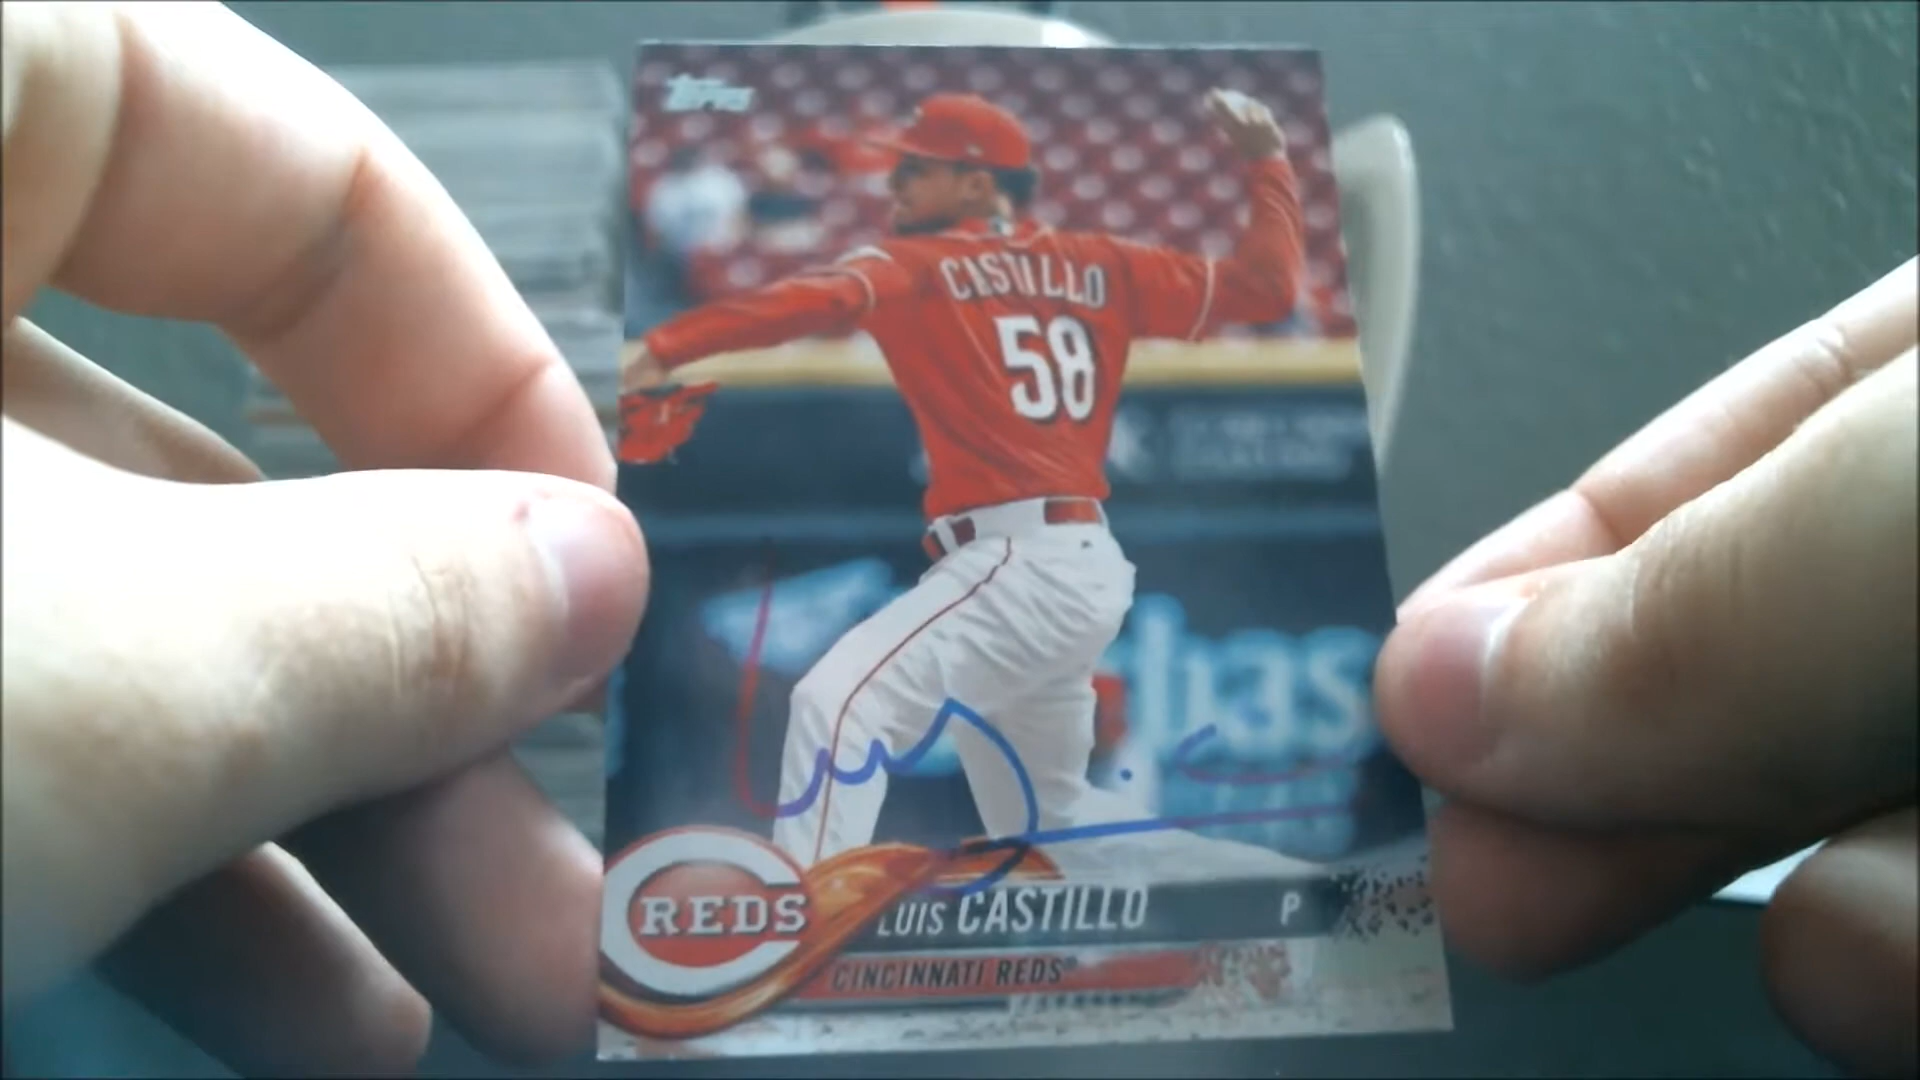 Topps
CASTILLO
58
REDS
LUIS CASTILLO P
CINCINNATI REDS®